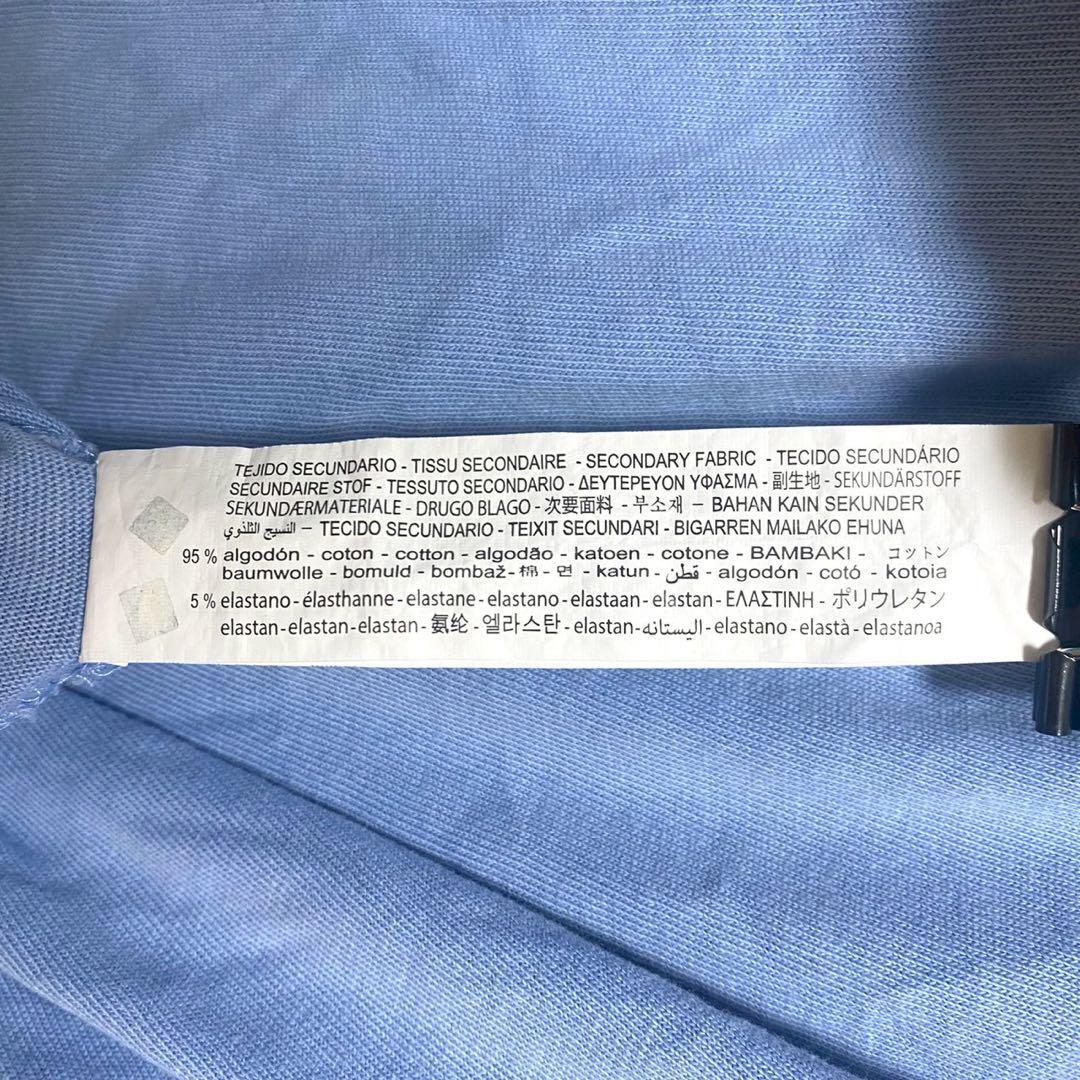 TEJIDO SECUNDARIO - TISSU SECONDAIRE - SECONDARY FABRIC - TECIDO SECUNDÁRIO
SECUNDAIRE STOF - TESSUTO SECONDARIO - ΔΕΥΤΕΡΕΥΟΝ ΥΦΑΣΜΑ - 副生地 - SEKUNDÄRSTOFF
SEKUNDÆRMATERIALE - DRUGO BLAGO - 次要面料 - 부소재 - BAHAN KAIN SEKUNDER
النسيج الثلذوي - TECIDO SECUNDARIO - TEIXIT SECUNDARI - BIGARREN MAILAKO EHUNA
95 % algodón - coton - cotton - algodão - katoen - cotone - BAMBAKI - コットン
baumwolle - bomuld - bombaž - 棉 - 면 - katun - قطن - algodón - cotó - kotoia
5 % elastano - élasthanne - elastane - elastano - elastaan - elastan - ΕΛΑΣΤΙΝΗ - ポリウレタン
elastan - elastan - elastan - 氨纶 - 엘라스탄 - elastan - اليستانه - elastano - elastà - elastanoa